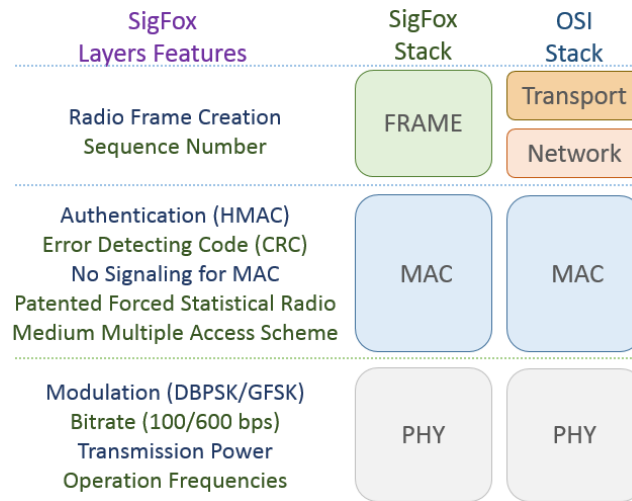 SigFox
Layers Features
SigFox
Stack
OSI
Stack
Radio Frame Creation
Sequence Number
FRAME
Transport
Network
Authentication (HMAC)
Error Detecting Code (CRC)
No Signaling for MAC
Patented Forced Statistical Radio
Medium Multiple Access Scheme
MAC
MAC
Modulation (DBPSK/GFSK)
Bitrate (100/600 bps)
Transmission Power
Operation Frequencies
PHY
PHY